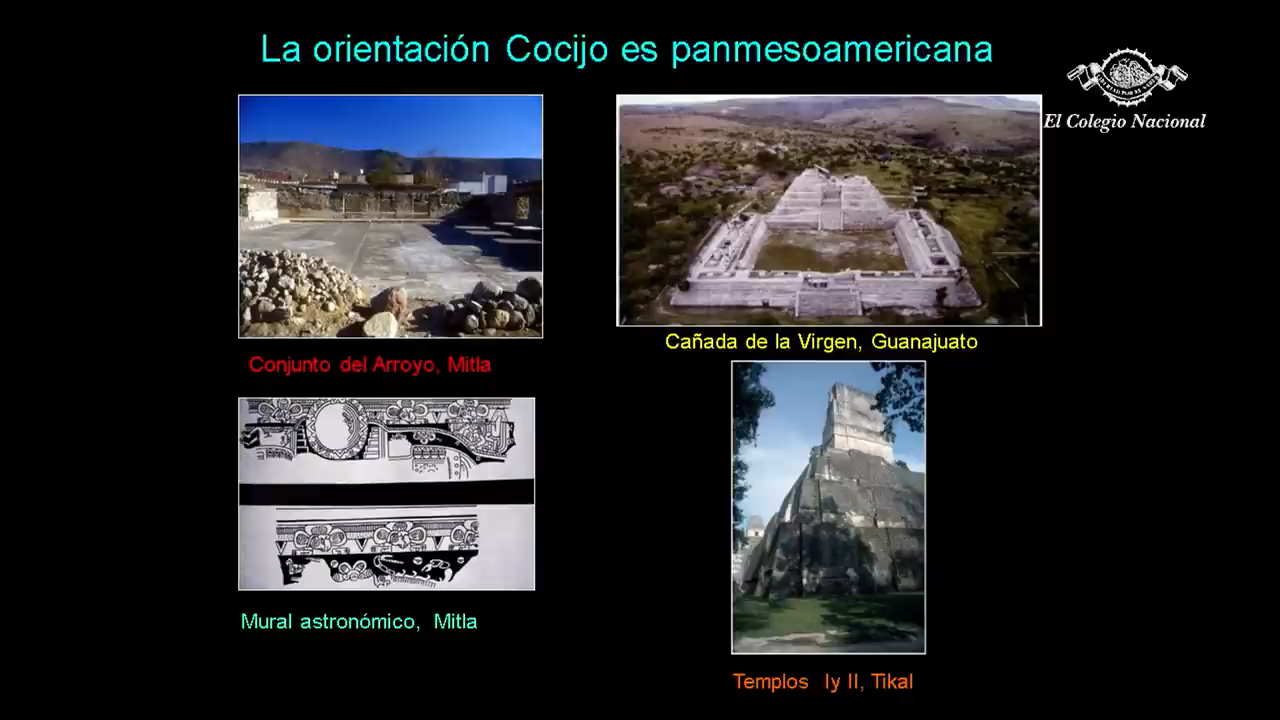 La orientación Cocijo es panmesoamericana
El Colegio Nacional
Cañada de la Virgen, Guanajuato
Conjunto del Arroyo, Mitla
Mural astronómico, Mitla
Templos Iy II, Tikal